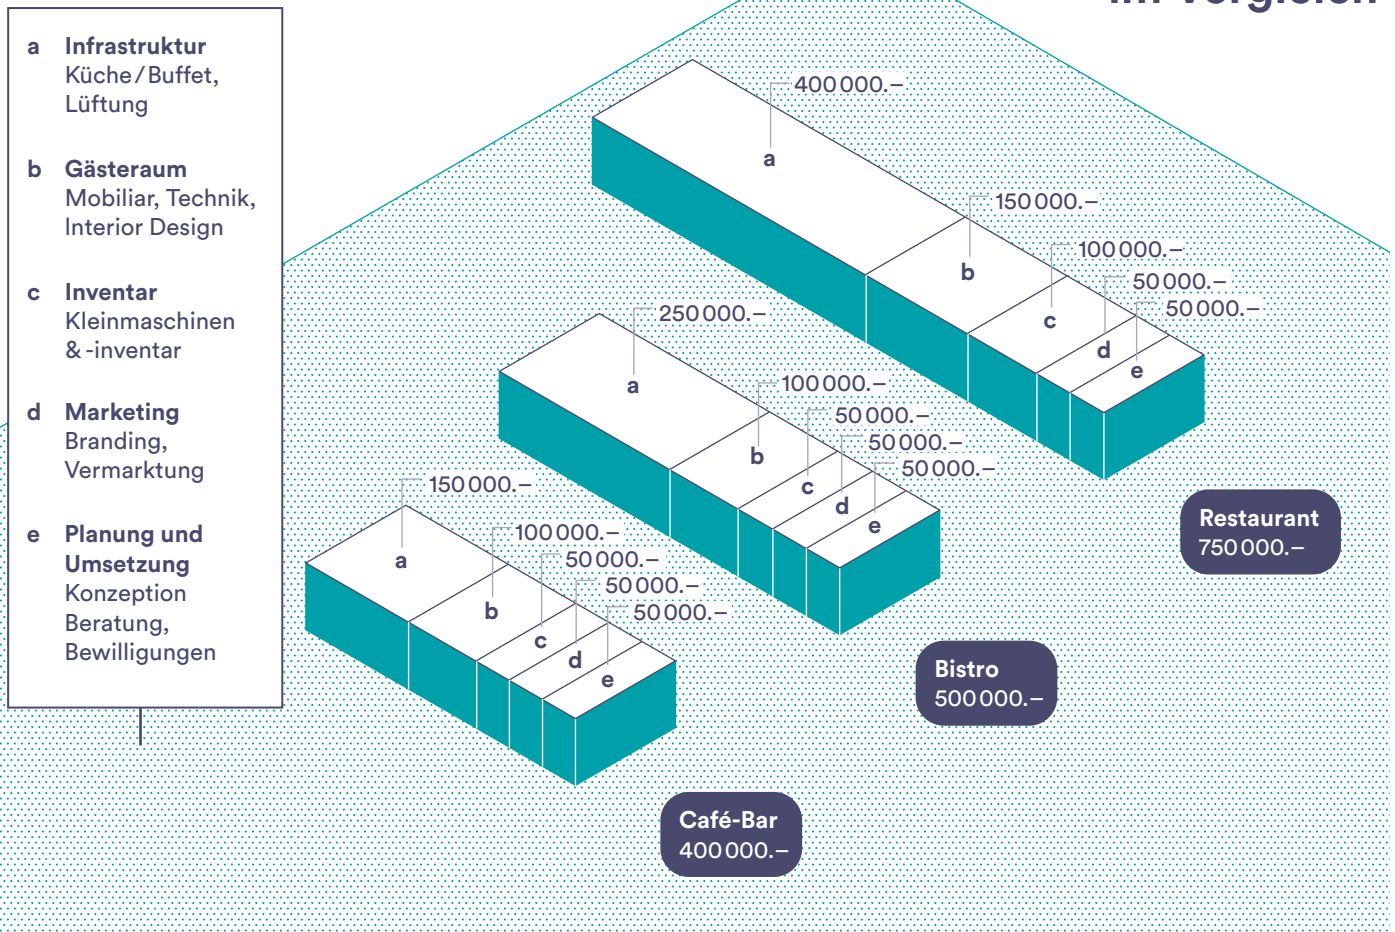 im Vergleich
a Infrastruktur
Küche/Buffet,
Lüftung
b Gästeraum
Mobiliar, Technik,
Interior Design
c Inventar
Kleinmaschinen
& -inventar
d Marketing
Branding,
Vermarktung
e Planung und
Umsetzung
Konzeption
Beratung,
Bewilligungen
400 000.–
a
150 000.–
b
100 000.–
c
50 000.–
d
50 000.–
e
Restaurant
750 000.–
250 000.–
a
100 000.–
b
50 000.–
c
50 000.–
d
50 000.–
e
Bistro
500 000.–
150 000.–
a
100 000.–
b
50 000.–
c
50 000.–
d
50 000.–
e
Café-Bar
400 000.–